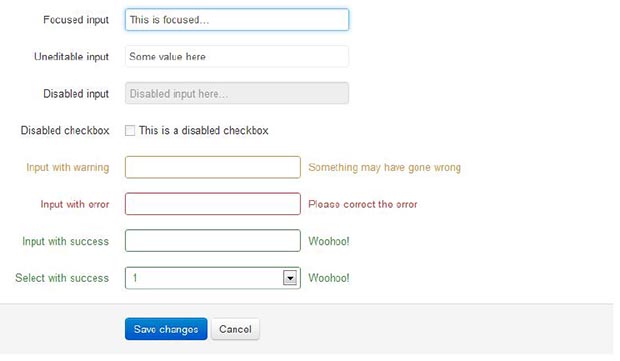 Focused input This is focused...
Uneditable input Some value here
Disabled input Disabled input here...
Disabled checkbox This is a disabled checkbox
Input with warning Something may have gone wrong
Input with error Please correct the error
Input with success Woohoo!
Select with success 1 Woohoo!
Save changes Cancel